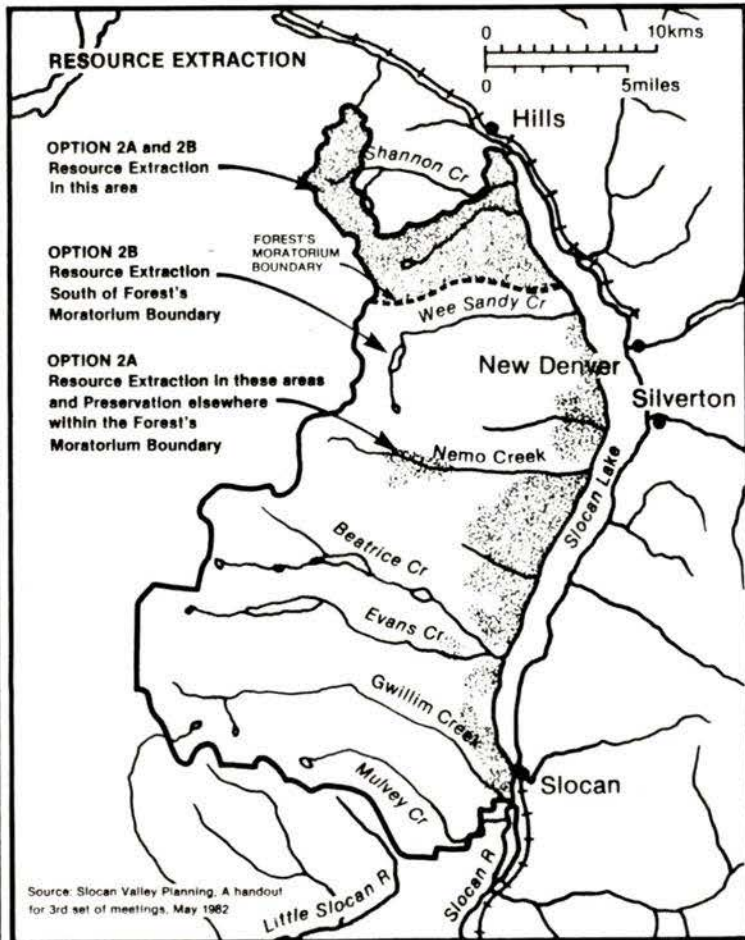 RESOURCE EXTRACTION
0 10kms
0 5miles
Hills
OPTION 2A and 2B
Resource Extraction
in this area
Shannon Cr
OPTION 2B
Resource Extraction
South of Forest's
Moratorium Boundary
FOREST'S
MORATORIUM
BOUNDARY
Wee Sandy Cr
OPTION 2A
Resource Extraction in these areas
and Preservation elsewhere
within the Forest's
Moratorium Boundary
New Denver
Silverton
Nemo Creek
Slocan Lake
Beatrice Cr
Evans Cr
Gwillim Creek
Mulvey Cr
Slocan
Source: Slocan Valley Planning, A handout
for 3rd set of meetings, May 1982
Little Slocan R
Slocan R